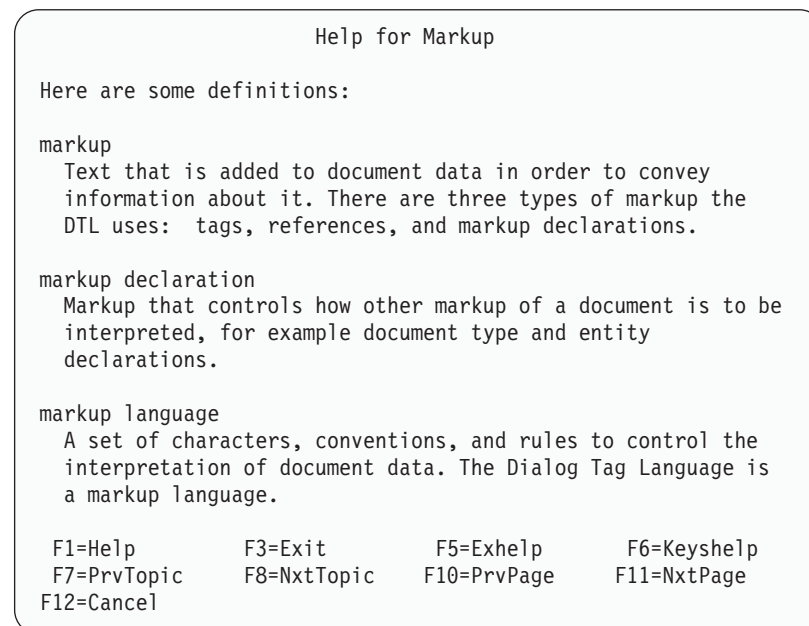 Help for Markup
Here are some definitions:
markup
Text that is added to document data in order to convey
information about it. There are three types of markup the
DTL uses:  tags, references, and markup declarations.
markup declaration
Markup that controls how other markup of a document is to be
interpreted, for example document type and entity
declarations.
markup language
A set of characters, conventions, and rules to control the
interpretation of document data. The Dialog Tag Language is
a markup language.
F1=Help F3=Exit F5=Exhelp F6=Keyshelp
F7=PrvTopic F8=NxtTopic F10=PrvPage F11=NxtPage
F12=Cancel